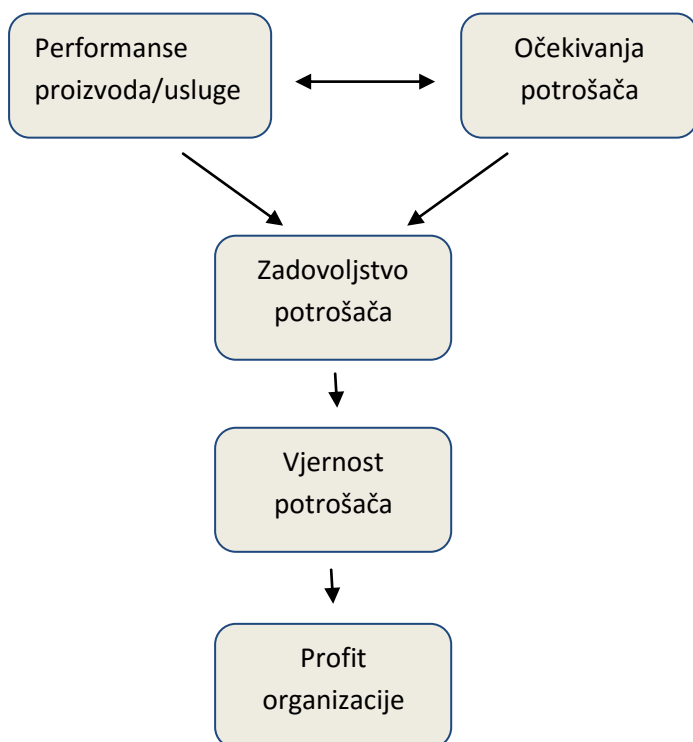 Performanse
proizvoda/usluge
Očekivanja
potrošača
Zadovoljstvo
potrošača
Vjernost
potrošača
Profit
organizacije